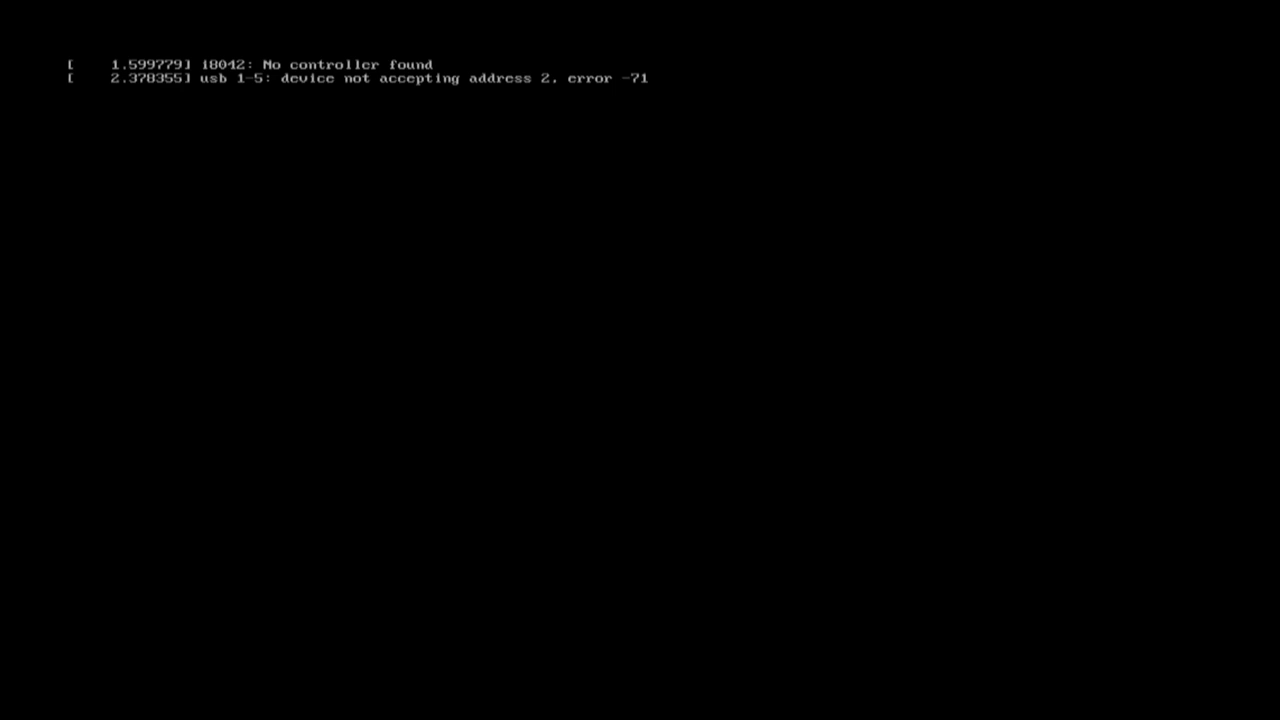 [    1.599779] i8042: No controller found
[    2.378355] usb 1-5: device not accepting address 2, error -71